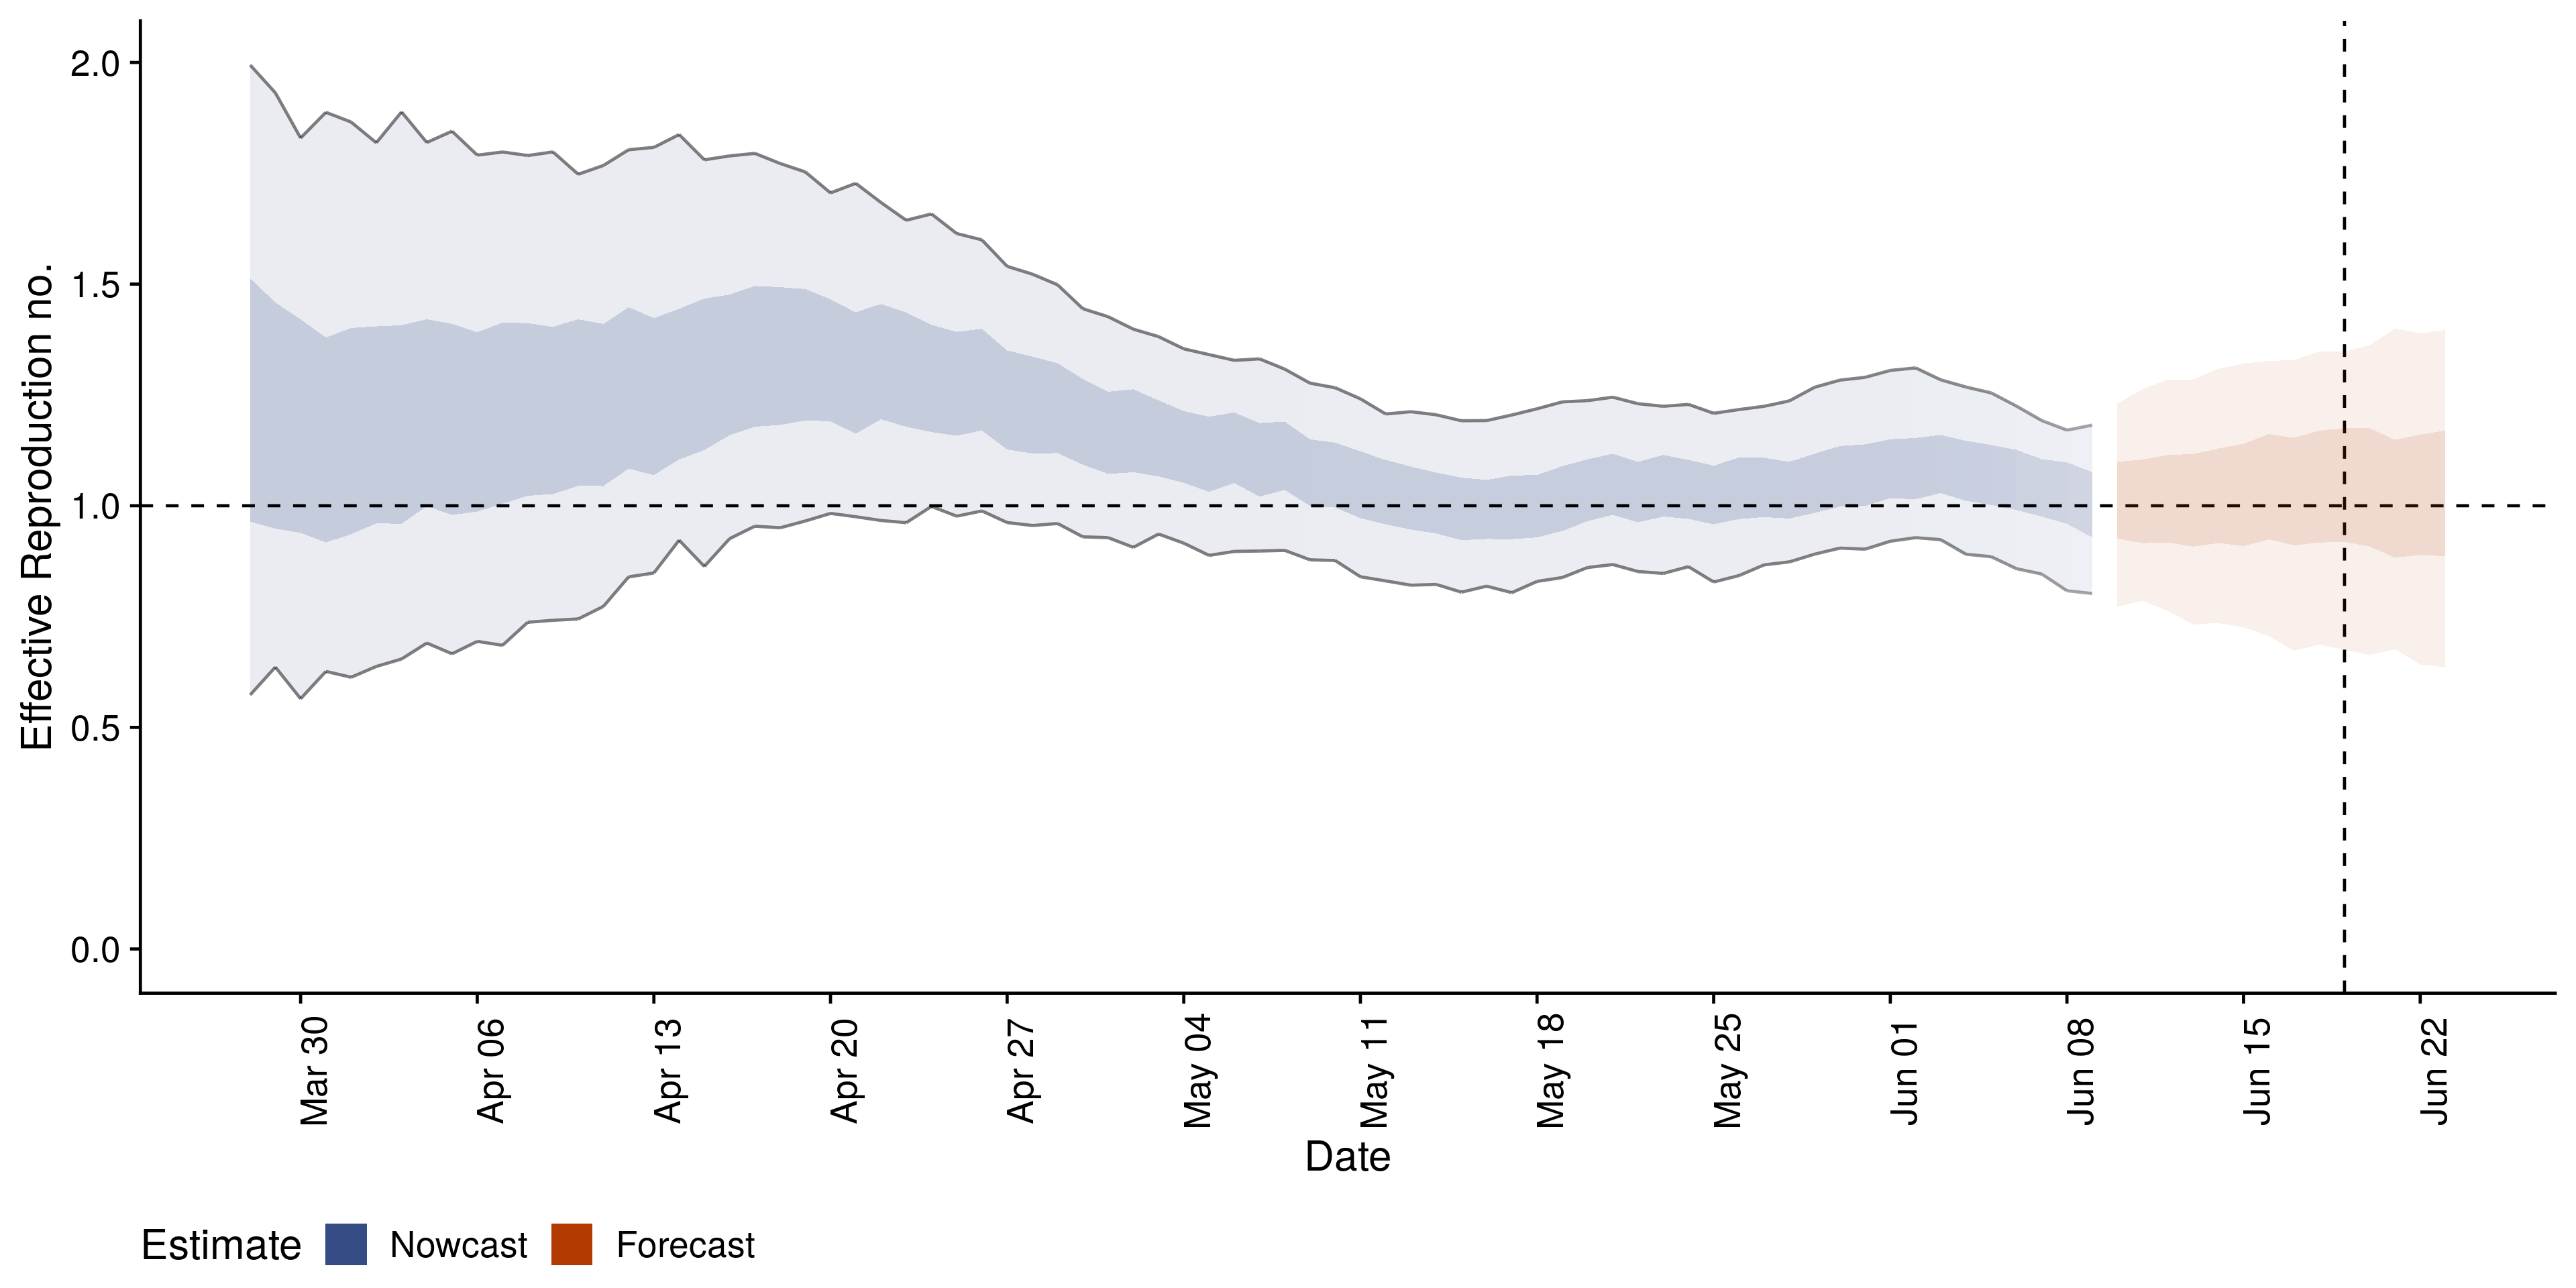 Effective Reproduction no.
2.0
1.5
1.0
0.5
0.0
Mar 30
Apr 06
Apr 13
Apr 20
Apr 27
May 04
May 11
May 18
May 25
Jun 01
Jun 08
Jun 15
Jun 22
Date
Estimate Nowcast Forecast